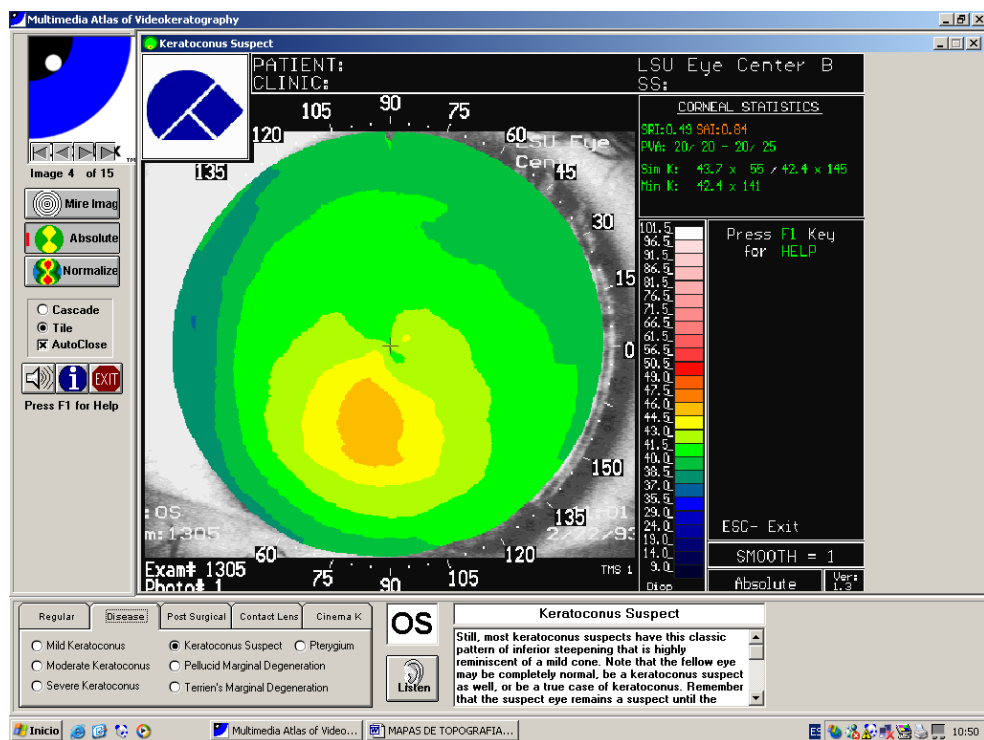 Multimedia Atlas of Videokeratography
Keratoconus Suspect
PATIENT:
CLINIC:
LSU Eye Center B
SS:
TM
Image 4 of 15
Mire Imag
Absolute
Normalize
Cascade
Tile
AutoClose
i
EXIT
Press F1 for Help
135
120
105
90
75
60
45
30
15
0
150
135
120
105
90
75
60
LSU Eye
Center
:OS
m:1305
2/22/93
Exam# 1305
Photo# 1
TMS 1
CORNEAL STATISTICS
SRI:0.49 SAI:0.84
PVA: 20/ 20 - 20/ 25
Sim K: 43.7 x 55 / 42.4 x 145
Min K: 42.4 x 141
101.5
96.5
91.5
86.5
81.5
76.5
71.5
66.5
61.5
56.5
50.5
49.0
47.5
46.0
44.5
43.0
41.5
40.0
38.5
37.0
35.5
29.0
24.0
19.0
14.0
9.0
Diop
Press F1 Key
for HELP
ESC- Exit
SMOOTH = 1
Absolute
Ver:
1.3
Regular
Disease
Post Surgical
Contact Lens
Cinema K
Mild Keratoconus
Keratoconus Suspect
Pterygium
Moderate Keratoconus
Pellucid Marginal Degeneration
Severe Keratoconus
Terrien's Marginal Degeneration
OS
Listen
Keratoconus Suspect
Still, most keratoconus suspects have this classic
pattern of inferior steepening that is highly
reminiscent of a mild cone. Note that the fellow eye
may be completely normal, be a keratoconus suspect
as well, or be a true case of keratoconus. Remember
that the suspect eye remains a suspect until the
Inicio
Multimedia Atlas of Video...
MAPAS DE TOPOGRAFIA...
ES
10:50